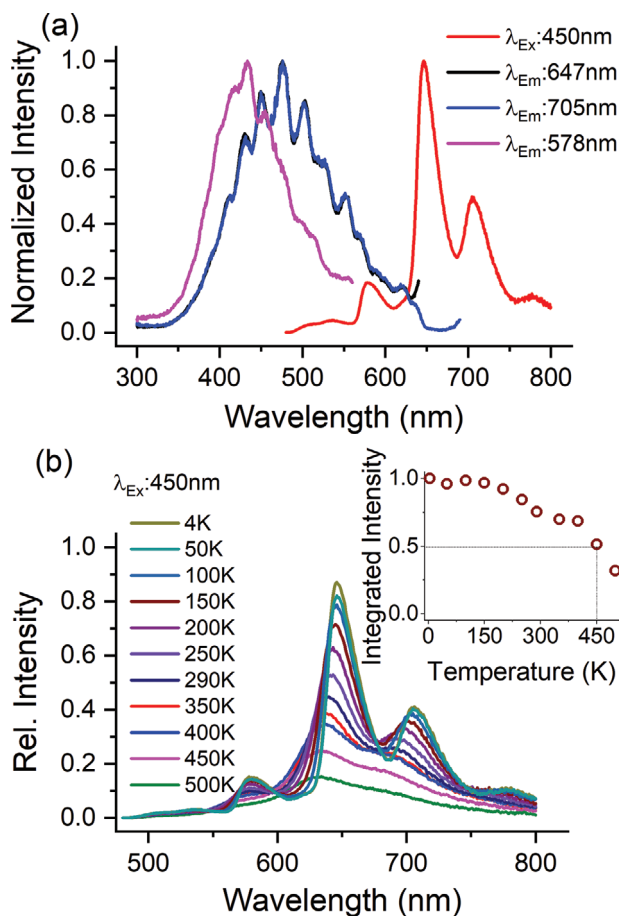 (a)
λEx:450nm
λEm:647nm
λEm:705nm
λEm:578nm
Normalized Intensity
1.0
0.8
0.6
0.4
0.2
0.0
300 400 500 600 700 800
Wavelength (nm)
(b)
λEx:450nm
4K
50K
100K
150K
200K
250K
290K
350K
400K
450K
500K
Rel. Intensity
1.0
0.8
0.6
0.4
0.2
0.0
500 600 700 800
Wavelength (nm)
Integrated Intensity
1.0
0.5
0.0
0 150 300 450
Temperature (K)